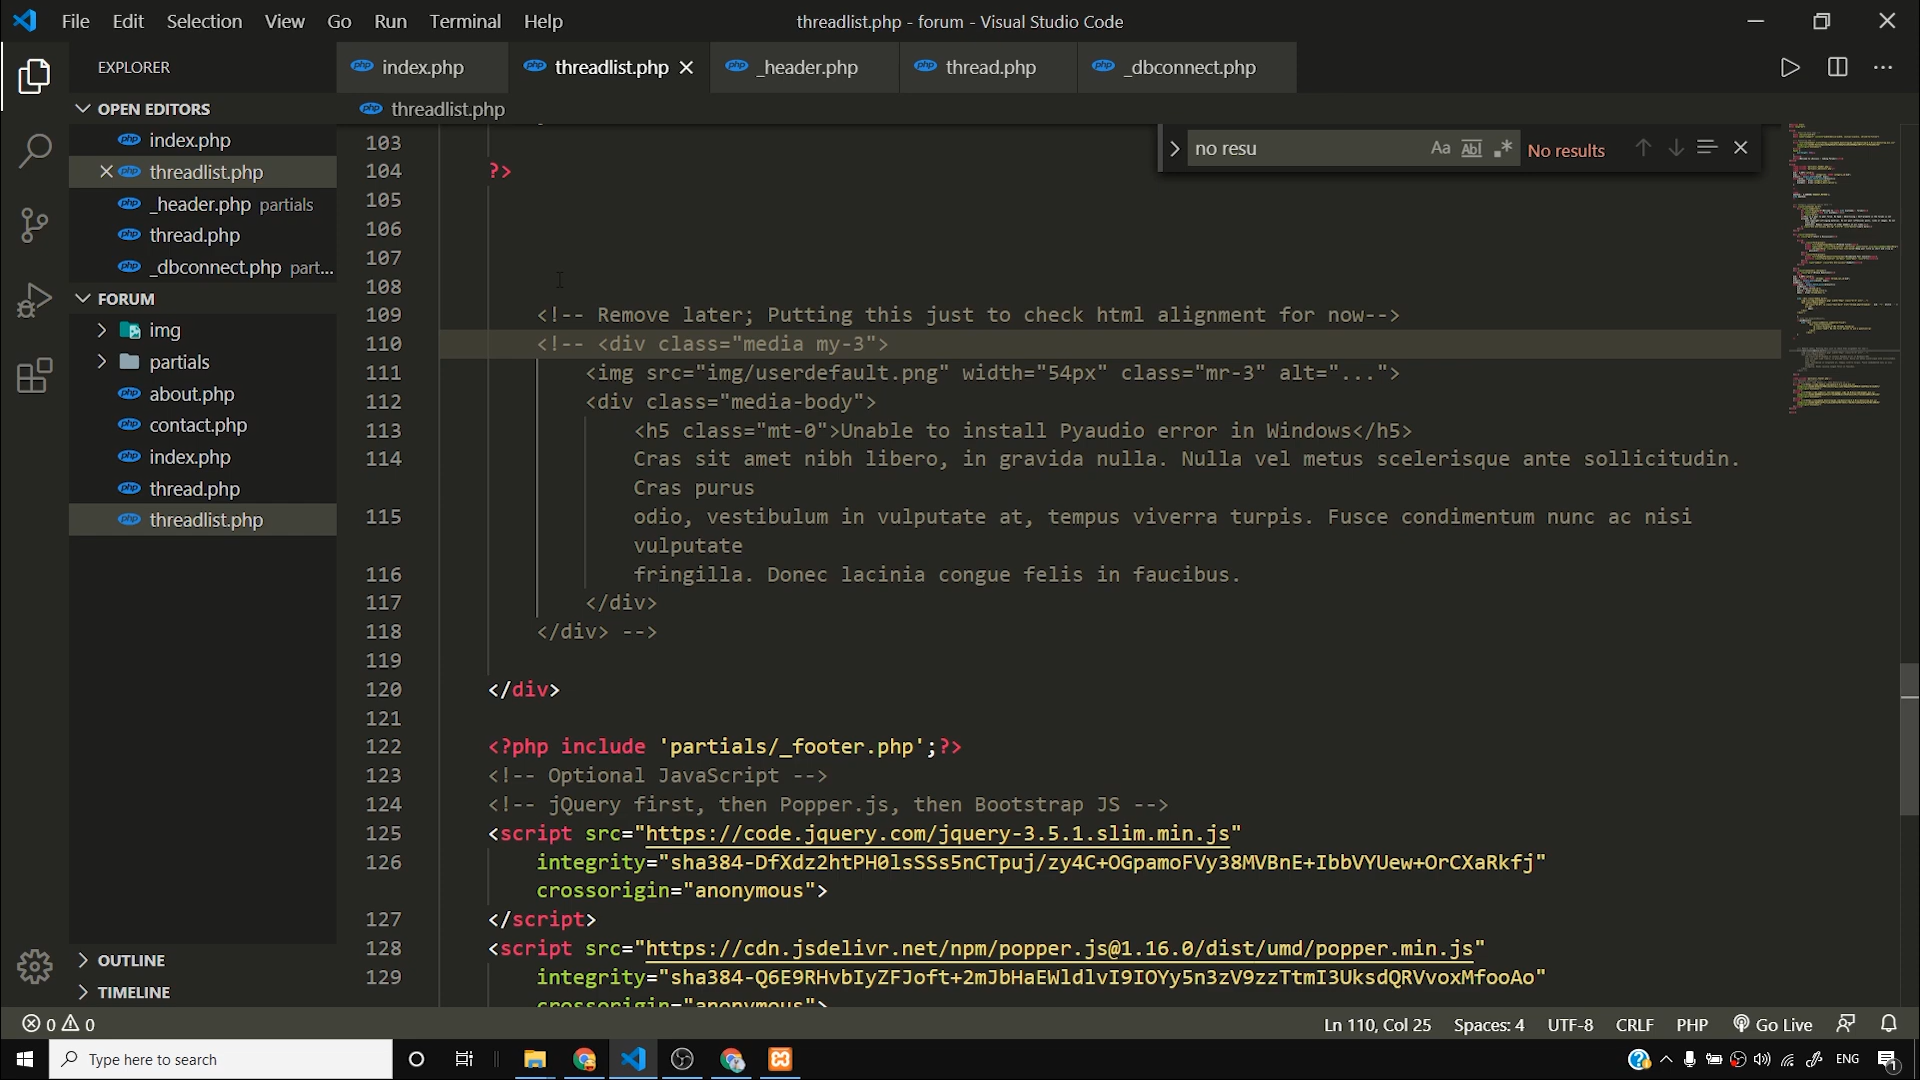 File Edit Selection View Go Run Terminal Help
threadlist.php - forum - Visual Studio Code
EXPLORER
OPEN EDITORS
index.php
threadlist.php
_header.php partials
thread.php
_dbconnect.php part...
FORUM
img
partials
about.php
contact.php
index.php
thread.php
threadlist.php
OUTLINE
TIMELINE
index.php threadlist.php _header.php thread.php _dbconnect.php
threadlist.php
no resu Aa Abl .* No results
103
104 ?>
105
106
107
108
109 <!-- Remove later; Putting this just to check html alignment for now-->
110 <!-- <div class="media my-3">
111 <img src="img/userdefault.png" width="54px" class="mr-3" alt="...">
112 <div class="media-body">
113 <h5 class="mt-0">Unable to install Pyaudio error in Windows</h5>
114 Cras sit amet nibh libero, in gravida nulla. Nulla vel metus scelerisque ante sollicitudin.
Cras purus
115 odio, vestibulum in vulputate at, tempus viverra turpis. Fusce condimentum nunc ac nisi
vulputate
116 fringilla. Donec lacinia congue felis in faucibus.
117 </div>
118 </div> -->
119
120 </div>
121
122 <?php include 'partials/_footer.php';?>
123 <!-- Optional JavaScript -->
124 <!-- jQuery first, then Popper.js, then Bootstrap JS -->
125 <script src="https://code.jquery.com/jquery-3.5.1.slim.min.js"
126 integrity="sha384-DfXdz2htPH0lsSSs5nCTpuj/zy4C+OGpamoFVy38MVBnE+IbbVYUew+OrCXaRkfj"
crossorigin="anonymous">
127 </script>
128 <script src="https://cdn.jsdelivr.net/npm/popper.js@1.16.0/dist/umd/popper.min.js"
129 integrity="sha384-Q6E9RHvbIyZFJoft+2mJbHaEWldlvI9IOYy5n3zV9zzTtmI3UksdQRVvoxMfooAo"
crossorigin="anonymous">
0 0
Ln 110, Col 25 Spaces: 4 UTF-8 CRLF PHP Go Live
Type here to search
ENG
1